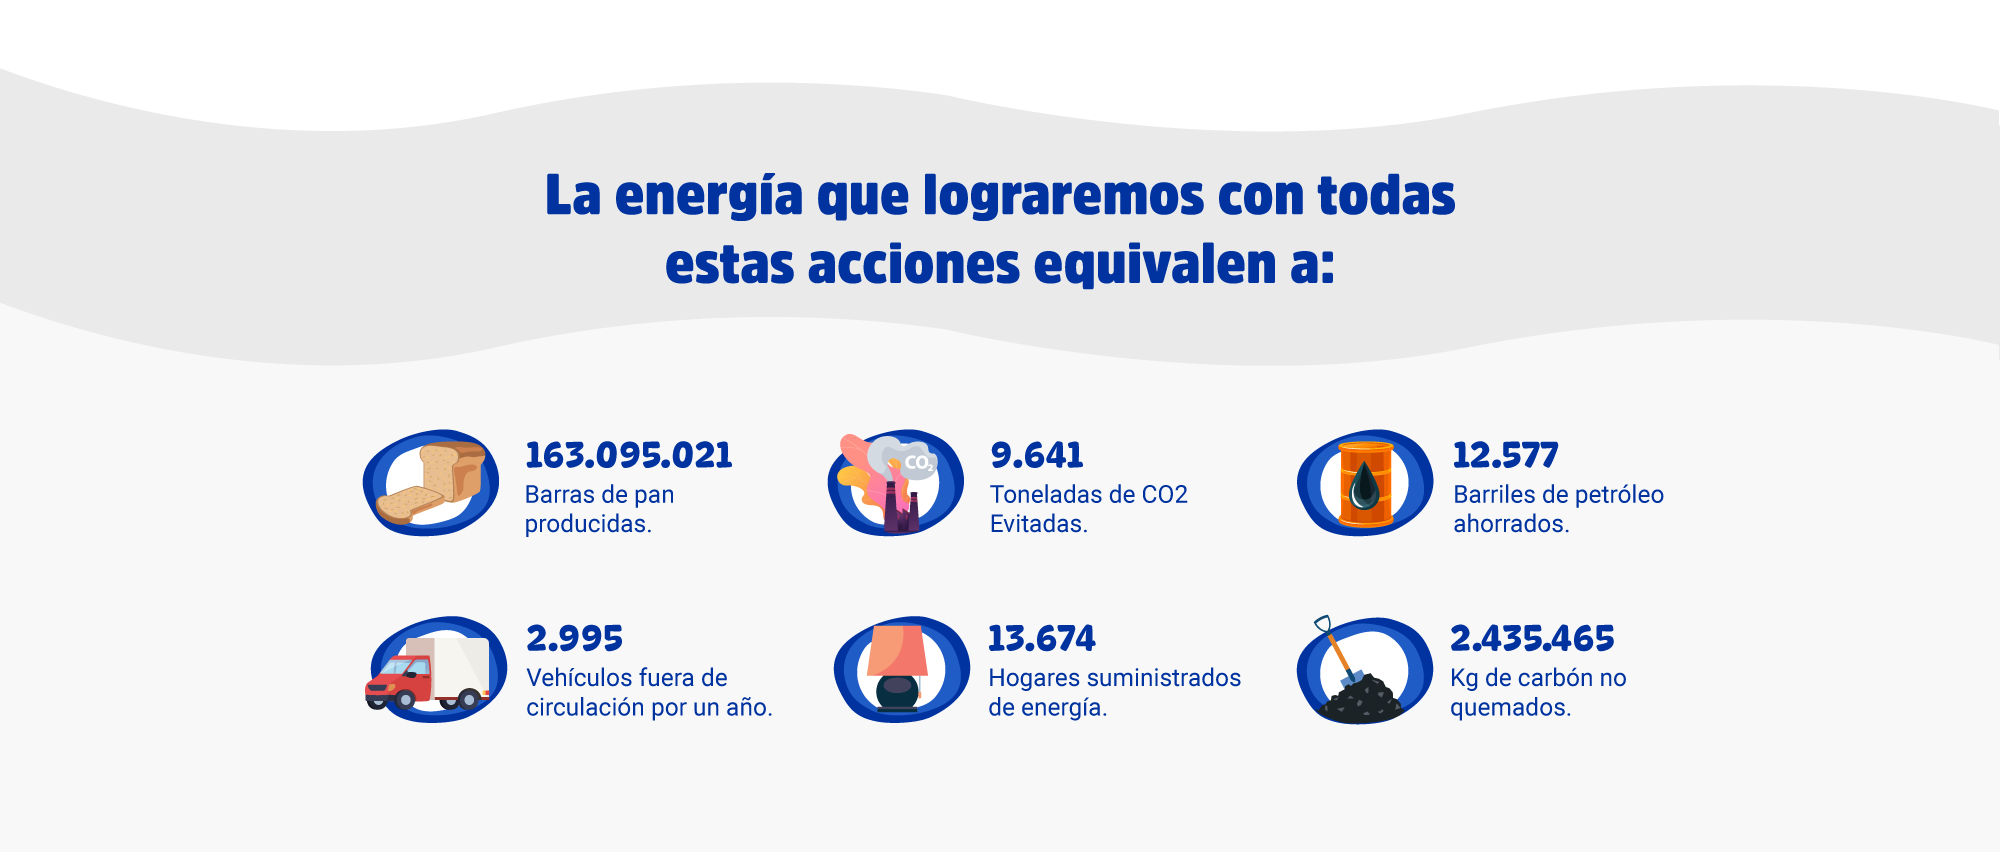 La energía que lograremos con todas
estas acciones equivalen a:
163.095.021
Barras de pan
producidas.
CO2
9.641
Toneladas de CO2
Evitadas.
12.577
Barriles de petróleo
ahorrados.
2.995
Vehículos fuera de
circulación por un año.
13.674
Hogares suministrados
de energía.
2.435.465
Kg de carbón no
quemados.